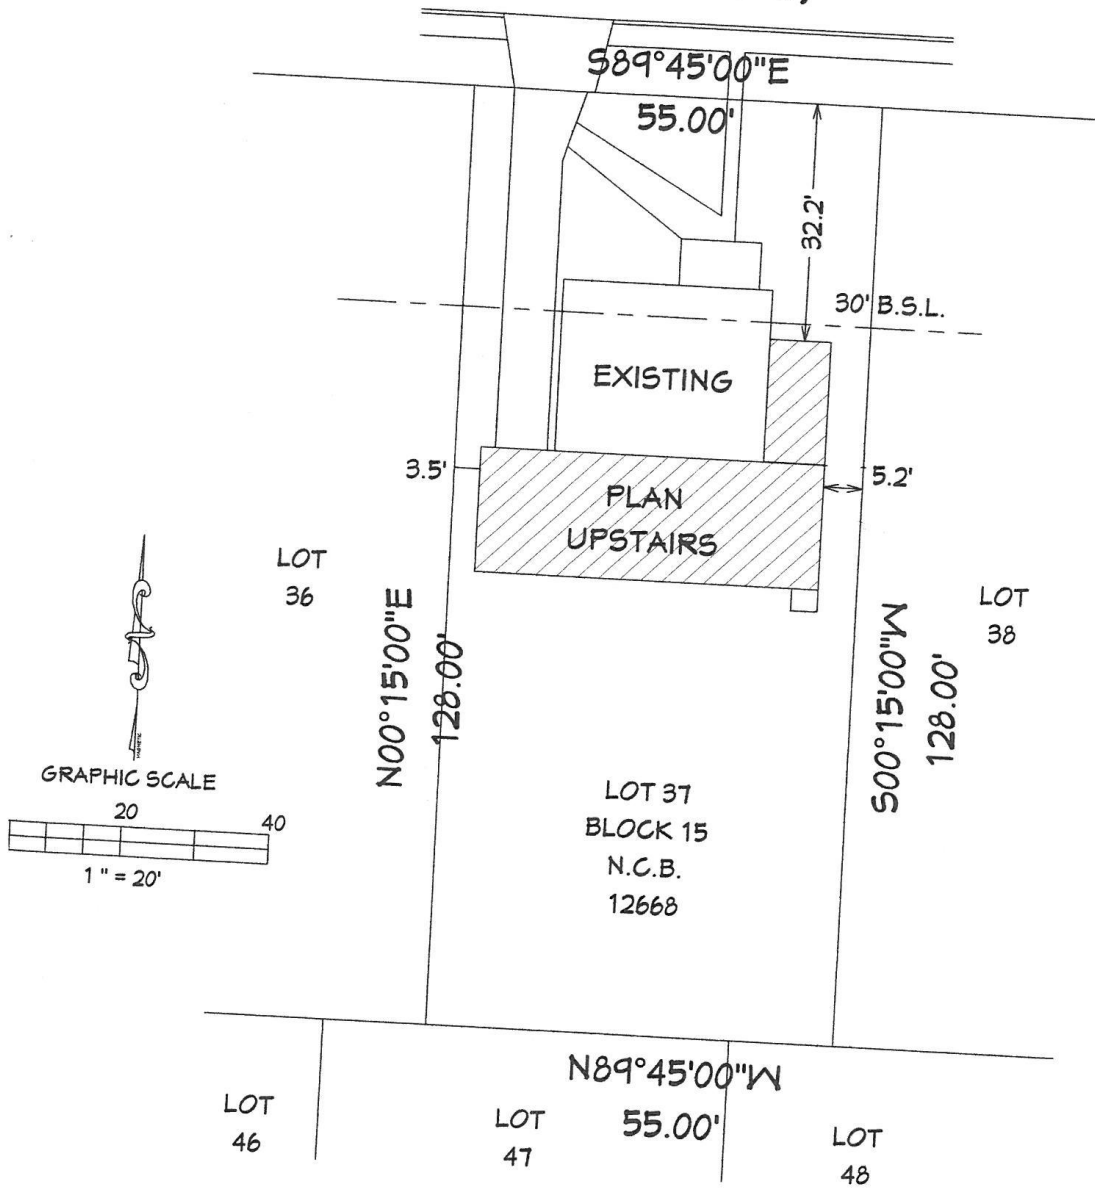 S89°45'00"E
55.00'
32.2'
30' B.S.L.
EXISTING
3.5'
5.2'
PLAN
UPSTAIRS
LOT
36
N00°15'00"E
128.00'
LOT
38
S00°15'00"W
128.00'
GRAPHIC SCALE
20
40
1" = 20'
LOT 37
BLOCK 15
N.C.B.
12668
N89°45'00"W
55.00'
LOT
46
LOT
47
LOT
48